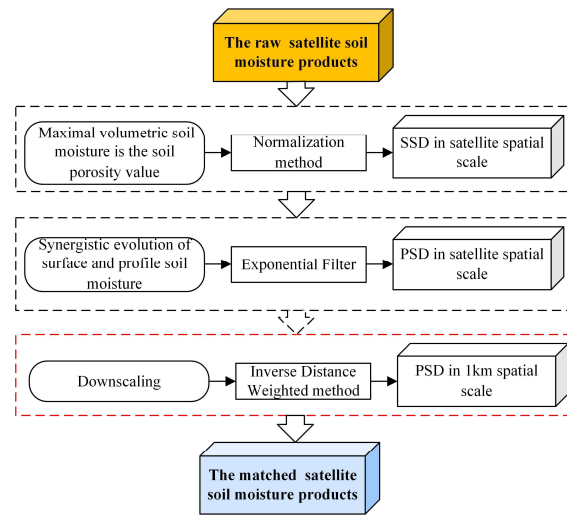 The raw satellite soil
moisture products
Maximal volumetric soil
moisture is the soil
porosity value
Normalization
method
SSD in satellite spatial
scale
Synergistic evolution of
surface and profile soil
moisture
Exponential Filter
PSD in satellite spatial
scale
Downscaling
Inverse Distance
Weighted method
PSD in 1km spatial
scale
The matched satellite
soil moisture products